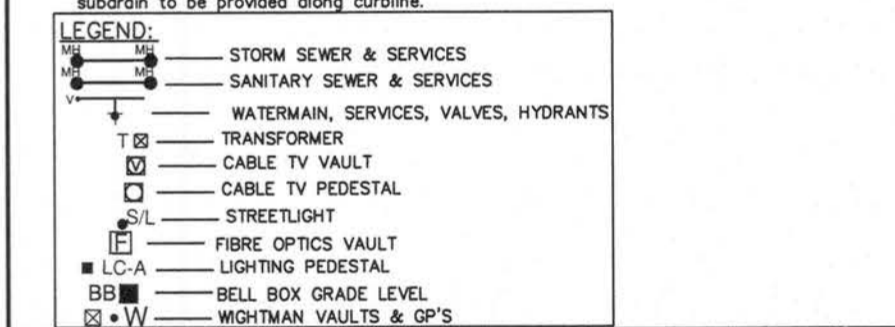 subdrain to be provided along curbline.
LEGEND:
MH MH STORM SEWER & SERVICES
MH MH SANITARY SEWER & SERVICES
V WATERMAIN, SERVICES, VALVES, HYDRANTS
T TRANSFORMER
V CABLE TV VAULT
CABLE TV PEDESTAL
S/L STREETLIGHT
F FIBRE OPTICS VAULT
LC-A LIGHTING PEDESTAL
BB BELL BOX GRADE LEVEL
W WIGHTMAN VAULTS & GP'S